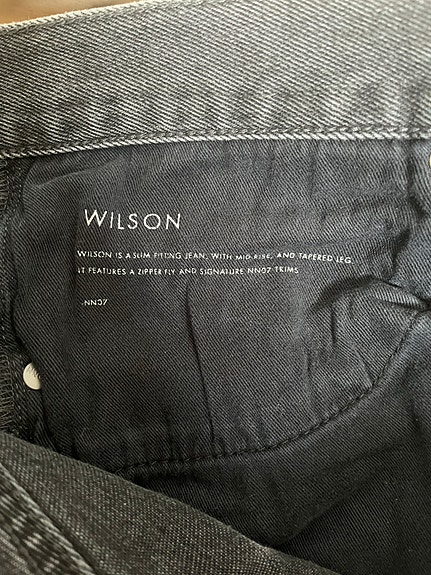 WILSON
WILSON IS A SLIM FITTING JEAN, WITH MID-RISE, AND TAPERED LEG.
IT FEATURES A ZIPPER FLY AND SIGNATURE NN07 TRIMS
.NN07